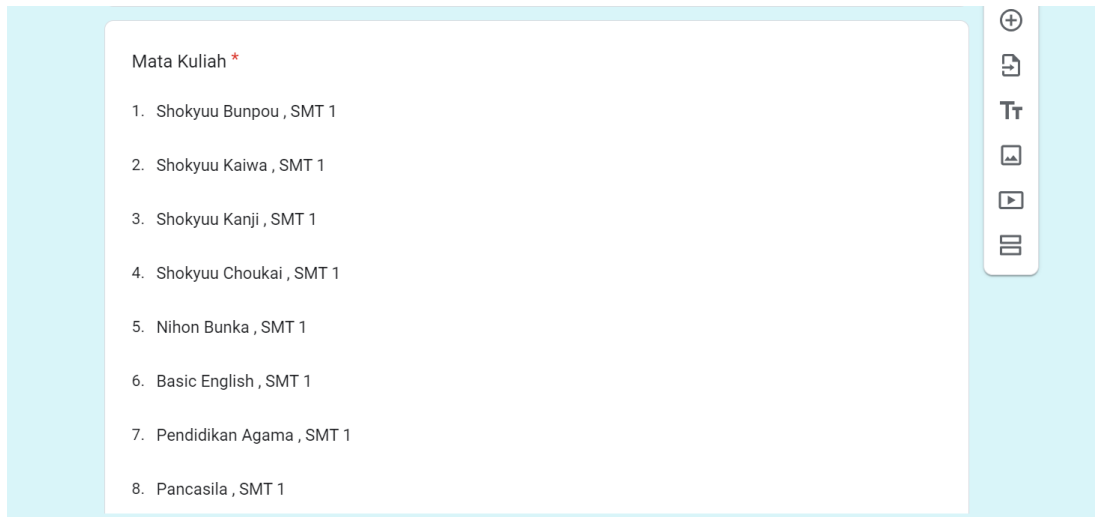 Mata Kuliah *
1. Shokyuu Bunpou , SMT 1
2. Shokyuu Kaiwa , SMT 1
3. Shokyuu Kanji , SMT 1
4. Shokyuu Choukai , SMT 1
5. Nihon Bunka , SMT 1
6. Basic English , SMT 1
7. Pendidikan Agama , SMT 1
8. Pancasila , SMT 1